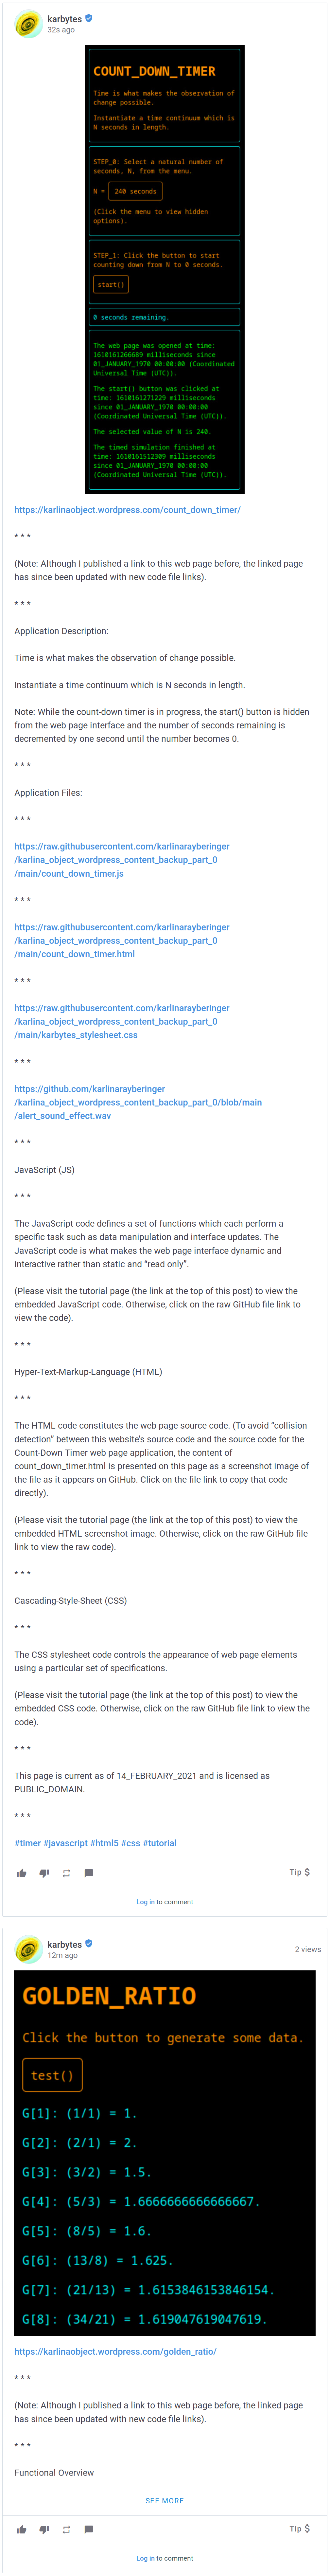 karbytes
32s ago
COUNT_DOWN_TIMER
Time is what makes the observation of
change possible.
Instantiate a time continuum which is
N seconds in length.
STEP_0: Select a natural number of
seconds, N, from the menu.
N = 240 seconds
(Click the menu to view hidden
options).
STEP_1: Click the button to start
counting down from N to 0 seconds.
start()
0 seconds remaining.
The web page was opened at time:
1610161266689 milliseconds since
01_JANUARY_1970 00:00:00 (Coordinated
Universal Time (UTC)).
The start() button was clicked at
time: 1610161271229 milliseconds
since 01_JANUARY_1970 00:00:00
(Coordinated Universal Time (UTC)).
The selected value of N is 240.
The timed simulation finished at
time: 1610161512309 milliseconds
since 01_JANUARY_1970 00:00:00
(Coordinated Universal Time (UTC)).
https://karlinaobject.wordpress.com/count_down_timer/
* * *
(Note: Although I published a link to this web page before, the linked page
has since been updated with new code file links).
* * *
Application Description:
Time is what makes the observation of change possible.
Instantiate a time continuum which is N seconds in length.
Note: While the count-down timer is in progress, the start() button is hidden
from the web page interface and the number of seconds remaining is
decremented by one second until the number becomes 0.
* * *
Application Files:
* * *
https://raw.githubusercontent.com/karlinarayberinger
/karlina_object_wordpress_content_backup_part_0
/main/count_down_timer.js
* * *
https://raw.githubusercontent.com/karlinarayberinger
/karlina_object_wordpress_content_backup_part_0
/main/count_down_timer.html
* * *
https://raw.githubusercontent.com/karlinarayberinger
/karlina_object_wordpress_content_backup_part_0
/main/karbytes_stylesheet.css
* * *
https://github.com/karlinarayberinger
/karlina_object_wordpress_content_backup_part_0/blob/main
/alert_sound_effect.wav
* * *
JavaScript (JS)
* * *
The JavaScript code defines a set of functions which each perform a
specific task such as data manipulation and interface updates. The
JavaScript code is what makes the web page interface dynamic and
interactive rather than static and “read only”.
(Please visit the tutorial page (the link at the top of this post) to view the
embedded JavaScript code. Otherwise, click on the raw GitHub file link to
view the code).
* * *
Hyper-Text-Markup-Language (HTML)
* * *
The HTML code constitutes the web page source code. (To avoid “collision
detection” between this website’s source code and the source code for the
Count-Down Timer web page application, the content of
count_down_timer.html is presented on this page as a screenshot image of
the file as it appears on GitHub. Click on the file link to copy that code
directly).
(Please visit the tutorial page (the link at the top of this post) to view the
embedded HTML screenshot image. Otherwise, click on the raw GitHub file
link to view the raw code).
* * *
Cascading-Style-Sheet (CSS)
* * *
The CSS stylesheet code controls the appearance of web page elements
using a particular set of specifications.
(Please visit the tutorial page (the link at the top of this post) to view the
embedded CSS code. Otherwise, click on the raw GitHub file link to view the
code).
* * *
This page is current as of 14_FEBRUARY_2021 and is licensed as
PUBLIC_DOMAIN.
* * *
#timer #javascript #html5 #css #tutorial
Tip $
Log in to comment
karbytes
12m ago
2 views
GOLDEN_RATIO
Click the button to generate some data.
test()
G[1]: (1/1) = 1.
G[2]: (2/1) = 2.
G[3]: (3/2) = 1.5.
G[4]: (5/3) = 1.6666666666666667.
G[5]: (8/5) = 1.6.
G[6]: (13/8) = 1.625.
G[7]: (21/13) = 1.6153846153846154.
G[8]: (34/21) = 1.619047619047619.
https://karlinaobject.wordpress.com/golden_ratio/
* * *
(Note: Although I published a link to this web page before, the linked page
has since been updated with new code file links).
* * *
Functional Overview
SEE MORE
Tip $
Log in to comment